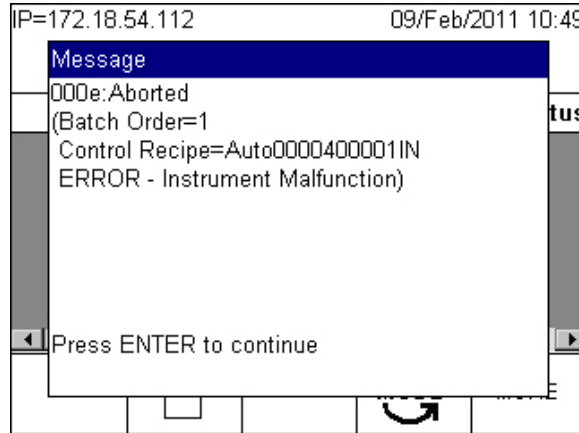 IP=172.18.54.112 09/Feb/2011 10:49
Message
000e:Aborted
(Batch Order=1
Control Recipe=Auto0000400001IN
ERROR - Instrument Malfunction)
Press ENTER to continue